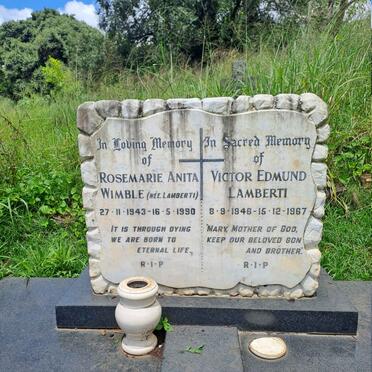 In Loving Memory
of
ROSEMARIE ANITA
WIMBLE (NÉE. LAMBERTI)
27-11-1943-16-5-1990
IT IS THROUGH DYING
WE ARE BORN TO
ETERNAL LIFE.
R-I-P
In Sacred Memory
of
VICTOR EDMUND
LAMBERTI
8-9-1946-15-12-1967
MARY, MOTHER OF GOD,
KEEP OUR BELOVED SON
AND BROTHER.
R-I-P